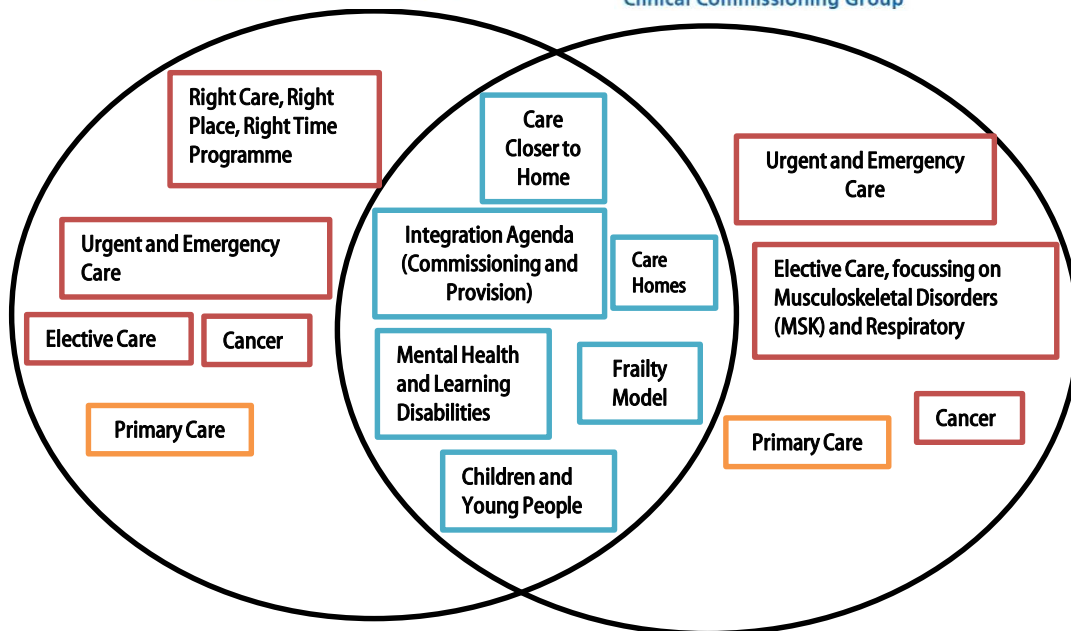 Clinical Commissioning Group
Right Care, Right
Place, Right Time
Programme
Urgent and Emergency
Care
Elective Care
Cancer
Primary Care
Care
Closer to
Home
Integration Agenda
(Commissioning and
Provision)
Care
Homes
Mental Health
and Learning
Disabilities
Frailty
Model
Children and
Young People
Urgent and Emergency
Care
Elective Care, focussing on
Musculoskeletal Disorders
(MSK) and Respiratory
Primary Care
Cancer